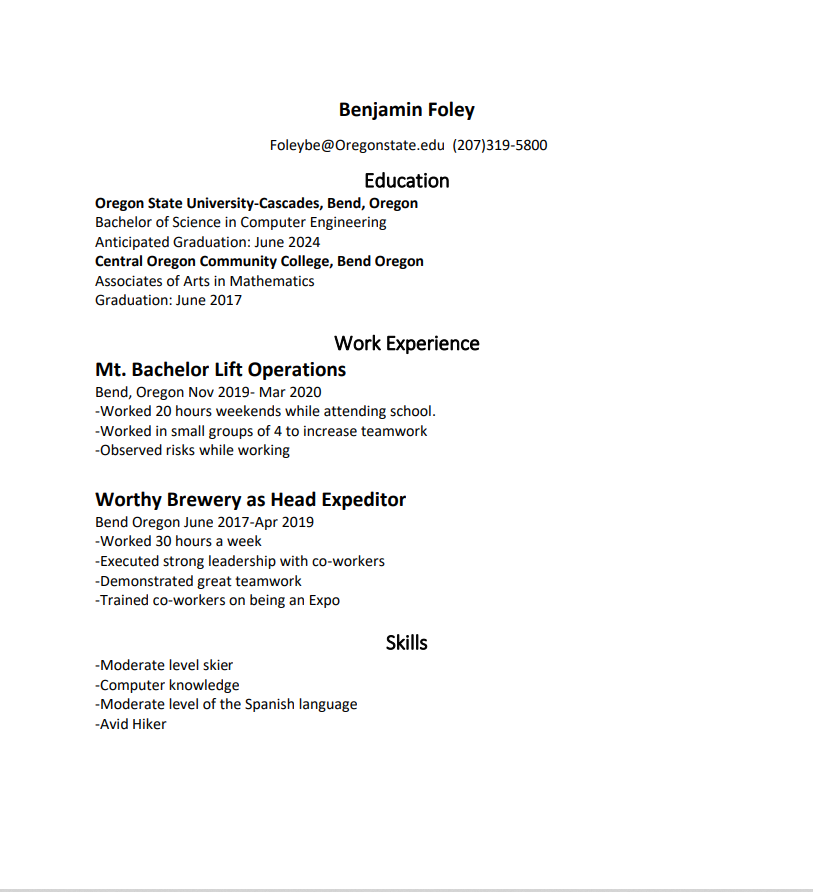 Benjamin Foley
Foleybe@Oregonstate.edu (207)319-5800
Education
Oregon State University-Cascades, Bend, Oregon
Bachelor of Science in Computer Engineering
Anticipated Graduation: June 2024
Central Oregon Community College, Bend Oregon
Associates of Arts in Mathematics
Graduation: June 2017
Work Experience
Mt. Bachelor Lift Operations
Bend, Oregon Nov 2019- Mar 2020
-Worked 20 hours weekends while attending school.
-Worked in small groups of 4 to increase teamwork
-Observed risks while working
Worthy Brewery as Head Expeditor
Bend Oregon June 2017-Apr 2019
-Worked 30 hours a week
-Executed strong leadership with co-workers
-Demonstrated great teamwork
-Trained co-workers on being an Expo
Skills
-Moderate level skier
-Computer knowledge
-Moderate level of the Spanish language
-Avid Hiker